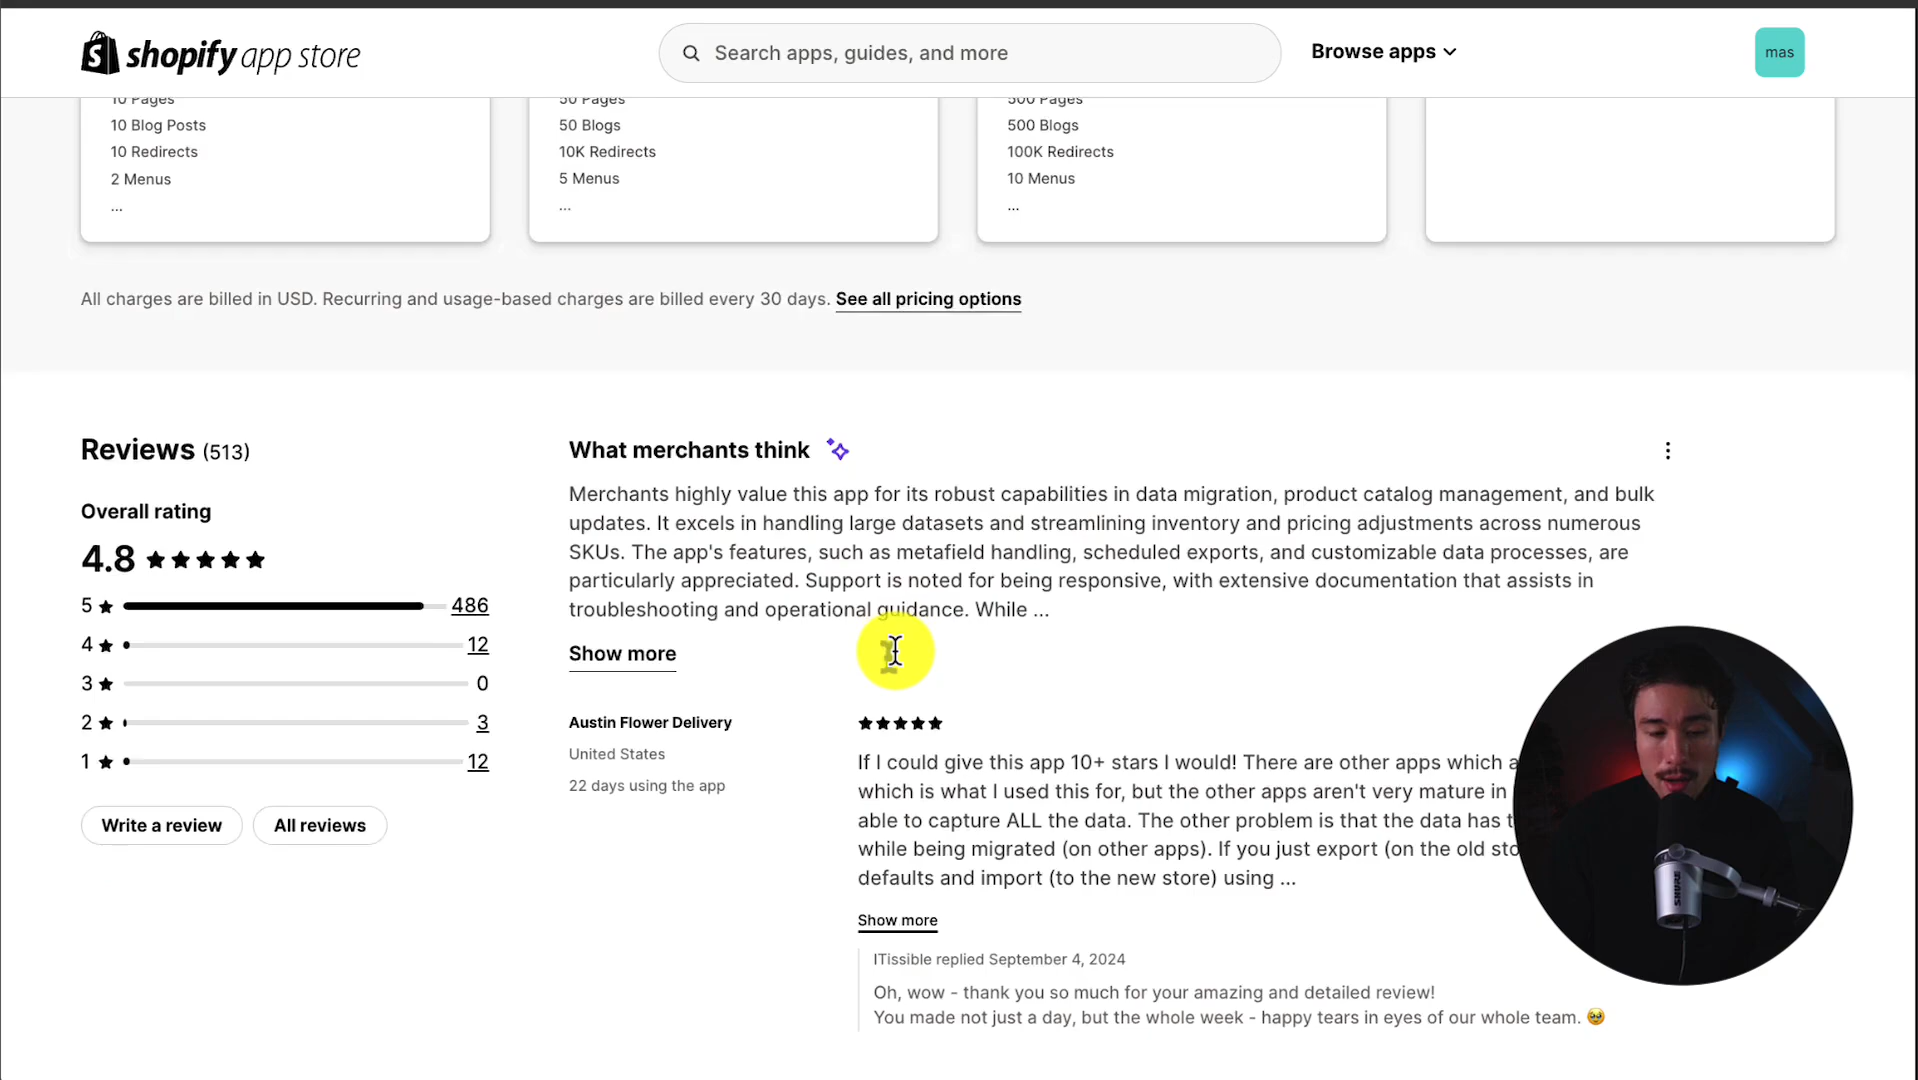 shopify app store
Search apps, guides, and more
Browse apps
mas
10 Pages
10 Blog Posts
10 Redirects
2 Menus
...
50 Pages
50 Blogs
10K Redirects
5 Menus
...
500 Pages
500 Blogs
100K Redirects
10 Menus
...
All charges are billed in USD. Recurring and usage-based charges are billed every 30 days. See all pricing options
Reviews (513)
Overall rating
4.8 ★★★★★
5 ★ 486
4 ★ 12
3 ★ 0
2 ★ 3
1 ★ 12
Write a review
All reviews
What merchants think
Merchants highly value this app for its robust capabilities in data migration, product catalog management, and bulk
updates. It excels in handling large datasets and streamlining inventory and pricing adjustments across numerous
SKUs. The app's features, such as metafield handling, scheduled exports, and customizable data processes, are
particularly appreciated. Support is noted for being responsive, with extensive documentation that assists in
troubleshooting and operational guidance. While ...
Show more
Austin Flower Delivery
United States
22 days using the app
★★★★★
If I could give this app 10+ stars I would! There are other apps which
which is what I used this for, but the other apps aren't very mature in
able to capture ALL the data. The other problem is that the data has
while being migrated (on other apps). If you just export (on the old
defaults and import (to the new store) using ...
Show more
ITissible replied September 4, 2024
Oh, wow - thank you so much for your amazing and detailed review!
You made not just a day, but the whole week - happy tears in eyes of our whole team. 🥹
SHURE